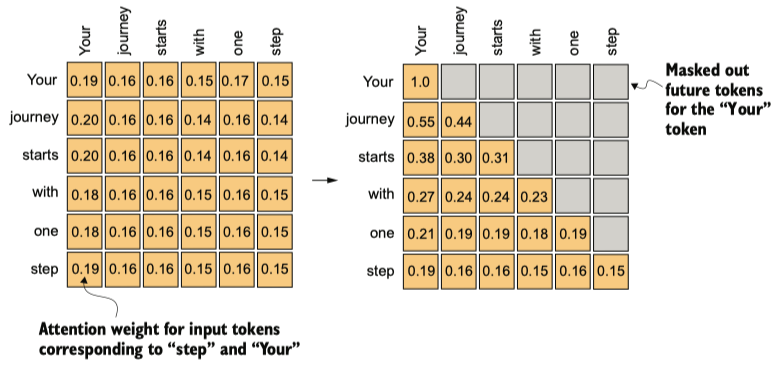 Your journey starts with one step
Your 0.19 0.16 0.16 0.15 0.17 0.15
journey 0.20 0.16 0.16 0.14 0.16 0.14
starts 0.20 0.16 0.16 0.14 0.16 0.14
with 0.18 0.16 0.16 0.15 0.16 0.15
one 0.18 0.16 0.16 0.15 0.16 0.15
step 0.19 0.16 0.16 0.15 0.16 0.15
Attention weight for input tokens
corresponding to “step” and “Your”
Your journey starts with one step
Your 1.0
journey 0.55 0.44
starts 0.38 0.30 0.31
with 0.27 0.24 0.24 0.23
one 0.21 0.19 0.19 0.18 0.19
step 0.19 0.16 0.16 0.15 0.16 0.15
Masked out
future tokens
for the “Your”
token